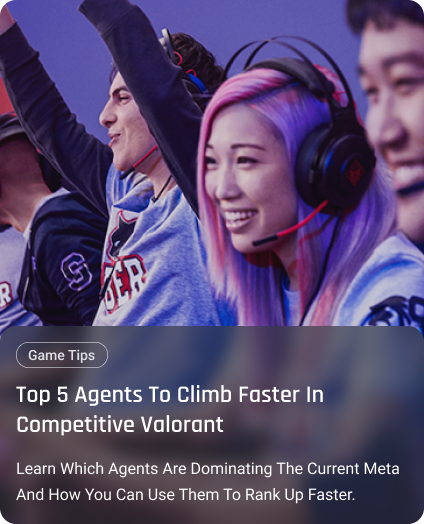 S
DER
R
Game Tips
Top 5 Agents To Climb Faster In
Competitive Valorant
Learn Which Agents Are Dominating The Current Meta
And How You Can Use Them To Rank Up Faster.